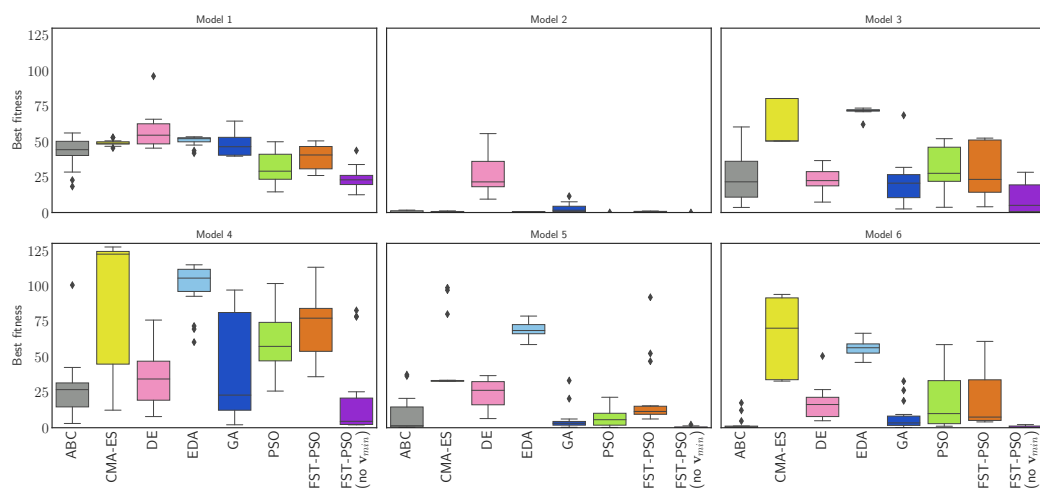 Model 1
Model 2
Model 3
Best fitness
125
100
75
50
25
0
Model 4
Model 5
Model 6
Best fitness
125
100
75
50
25
0
ABC
CMA-ES
DE
EDA
GA
PSO
FST-PSO
FST-PSO
(no v_min)
ABC
CMA-ES
DE
EDA
GA
PSO
FST-PSO
FST-PSO
(no v_min)
ABC
CMA-ES
DE
EDA
GA
PSO
FST-PSO
FST-PSO
(no v_min)